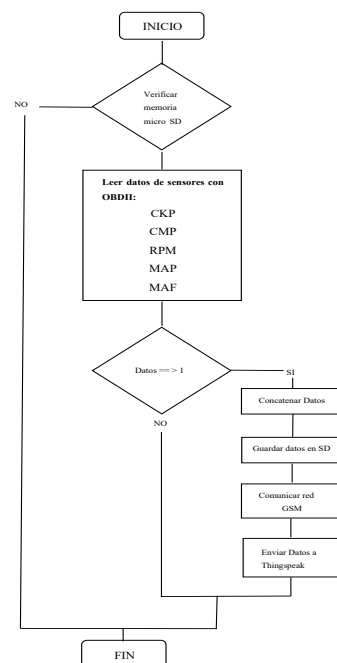 INICIO
NO
Verificar
memoria
micro SD
Leer datos de sensores con
OBDII:
CKP
CMP
RPM
MAP
MAF
Datos == > 1
SI
NO
Concatenar Datos
Guardar datos en SD
Comunicar red
GSM
Enviar Datos a
Thingspeak
FIN